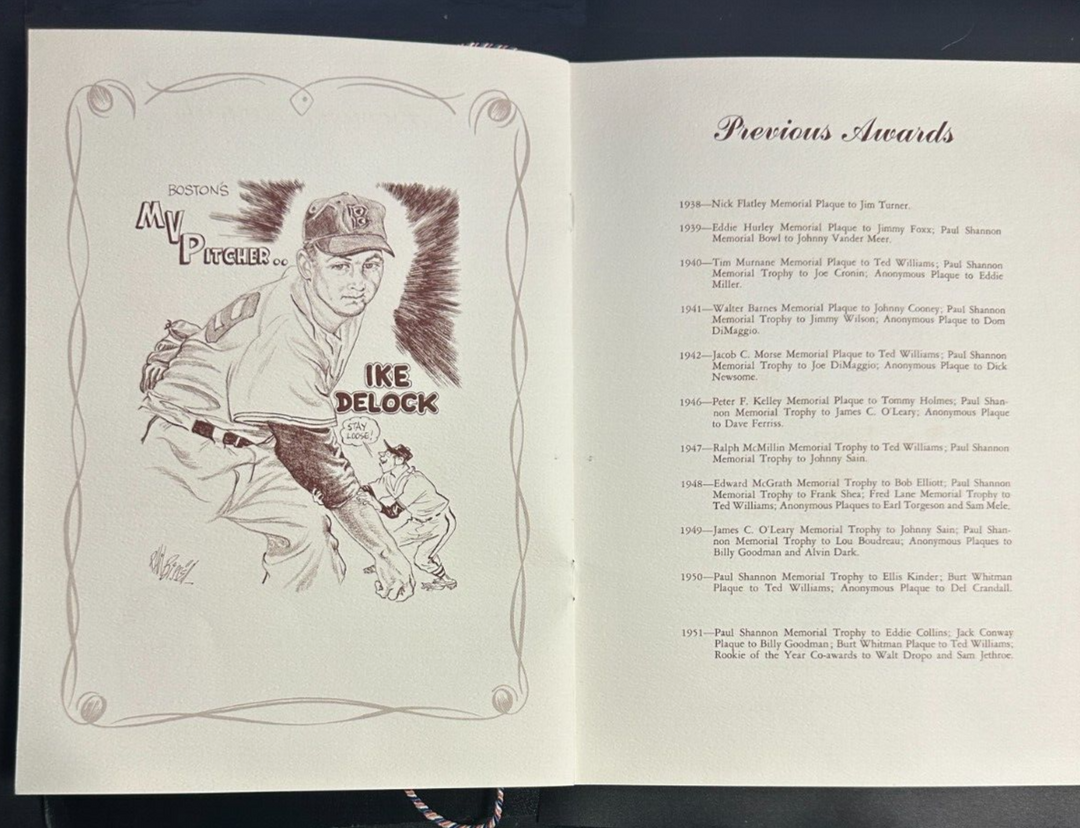 BOSTON'S
MV
PITCHER..
B
IKE
DELOCK
STAY
LOOSE!
Previous Awards
1938—Nick Flatley Memorial Plaque to Jim Turner.
1939—Eddie Hurley Memorial Plaque to Jimmy Foxx; Paul Shannon
Memorial Bowl to Johnny Vander Meer.
1940—Tim Murnane Memorial Plaque to Ted Williams; Paul Shannon
Memorial Trophy to Joe Cronin; Anonymous Plaque to Eddie
Miller.
1941—Walter Barnes Memorial Plaque to Johnny Cooney; Paul Shannon
Memorial Trophy to Jimmy Wilson; Anonymous Plaque to Dom
DiMaggio.
1942—Jacob C. Morse Memorial Plaque to Ted Williams; Paul Shannon
Memorial Trophy to Joe DiMaggio; Anonymous Plaque to Dick
Newsome.
1946—Peter F. Kelley Memorial Plaque to Tommy Holmes; Paul Shan-
non Memorial Trophy to James C. O'Leary; Anonymous Plaque
to Dave Ferriss.
1947—Ralph McMillin Memorial Trophy to Ted Williams; Paul Shannon
Memorial Trophy to Johnny Sain.
1948—Edward McGrath Memorial Trophy to Bob Elliott; Paul Shannon
Memorial Trophy to Frank Shea; Fred Lane Memorial Trophy to
Ted Williams; Anonymous Plaques to Earl Torgeson and Sam Mele.
1949—James C. O'Leary Memorial Trophy to Johnny Sain; Paul Shan-
non Memorial Trophy to Lou Boudreau; Anonymous Plaques to
Billy Goodman and Alvin Dark.
1950—Paul Shannon Memorial Trophy to Ellis Kinder; Burt Whitman
Plaque to Ted Williams; Anonymous Plaque to Del Crandall.
1951—Paul Shannon Memorial Trophy to Eddie Collins; Jack Conway
Plaque to Billy Goodman; Burt Whitman Plaque to Ted Williams;
Rookie of the Year Co-awards to Walt Dropo and Sam Jethroe.